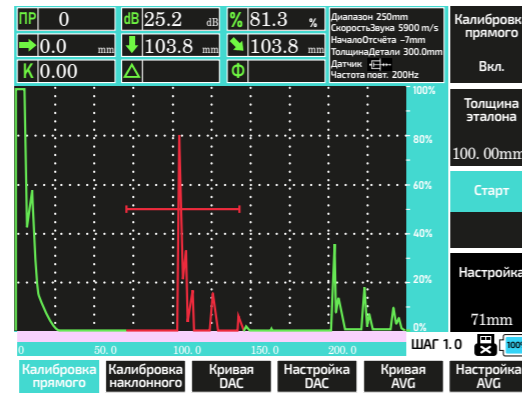 ПР 0 dB 25.2 dB % 81.3 %
Диапазон 250mm
СкоростьЗвука 5900 m/s
НачалоОтсчёта -7mm
ТолщинаДетали 300.0mm
Датчик
Частота повт. 200Hz
0.0 mm 103.8 mm 103.8 mm
K 0.00 Δ Φ
Калибровк
прямого
Вкл.
Толщина
эталона
100. 00mm
Старт
Настройка
71mm
100%
80%
60%
40%
20%
0%
0 50. 0 100. 0 150. 0 200. 0
ШАГ 1. 0 100%
Калибровка
прямого
Калибровка
наклонного
Кривая
DAC
Настройка
DAC
Кривая
AVG
Настройка
AVG